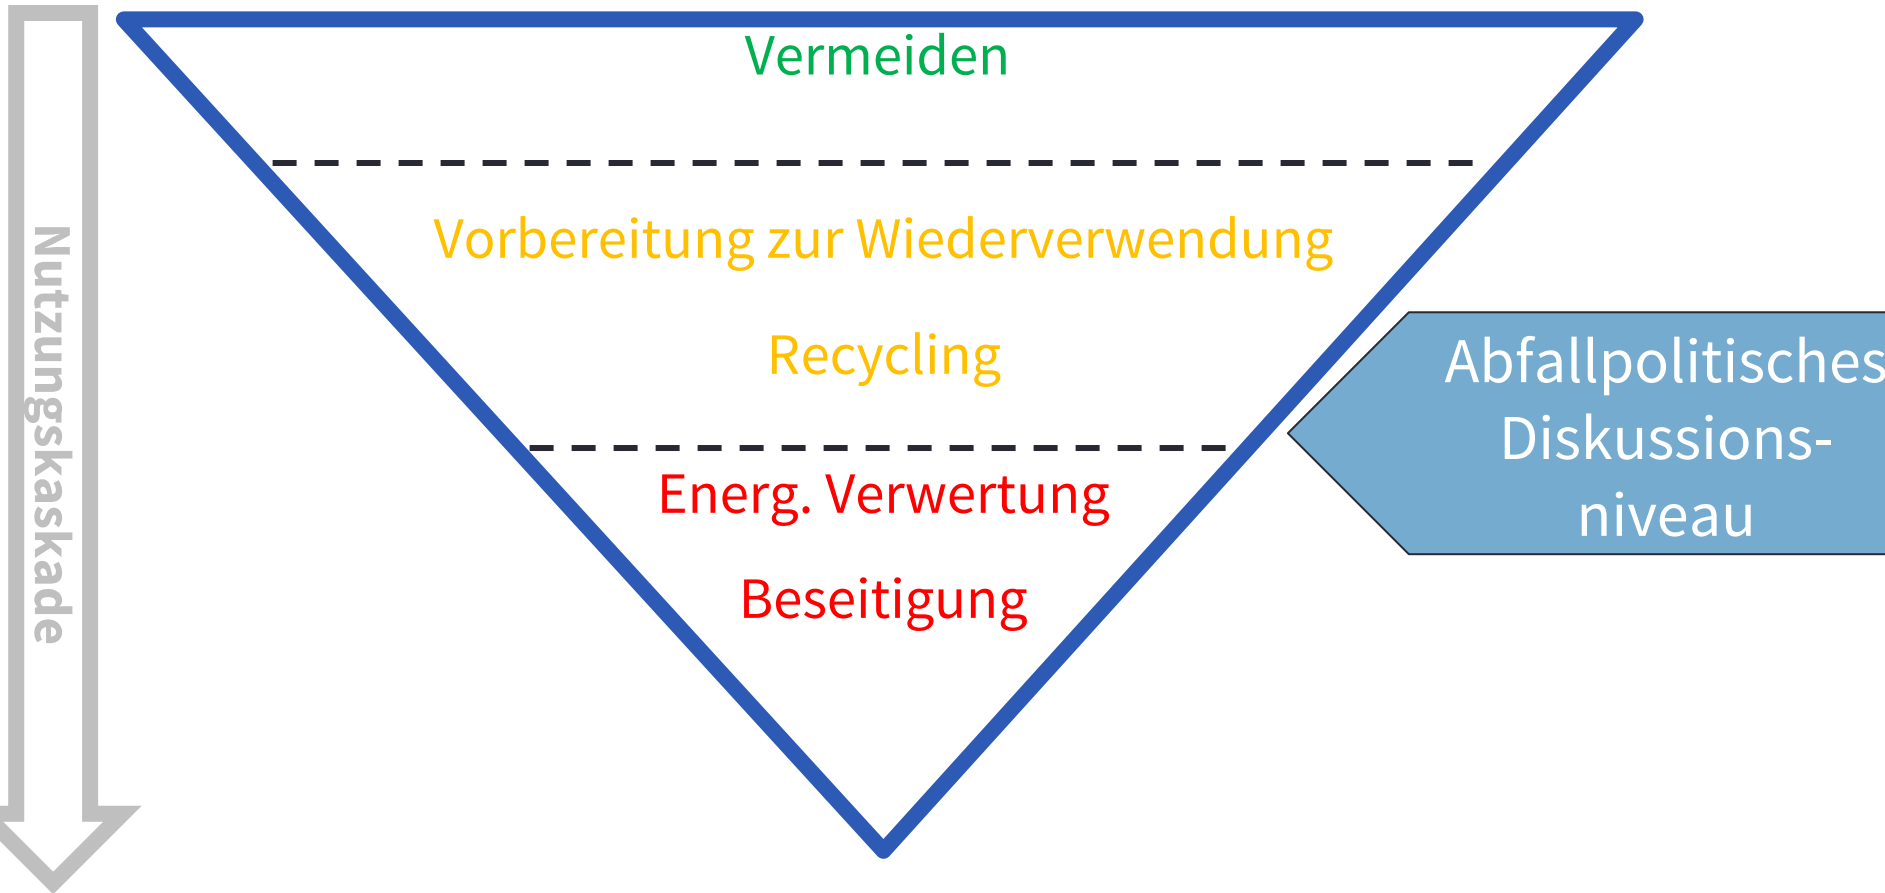 Vermeiden
Vorbereitung zur Wiederverwendung
Recycling
Energ. Verwertung
Beseitigung
Nutzungskaskade
Abfallpolitisches
Diskussions-
niveau